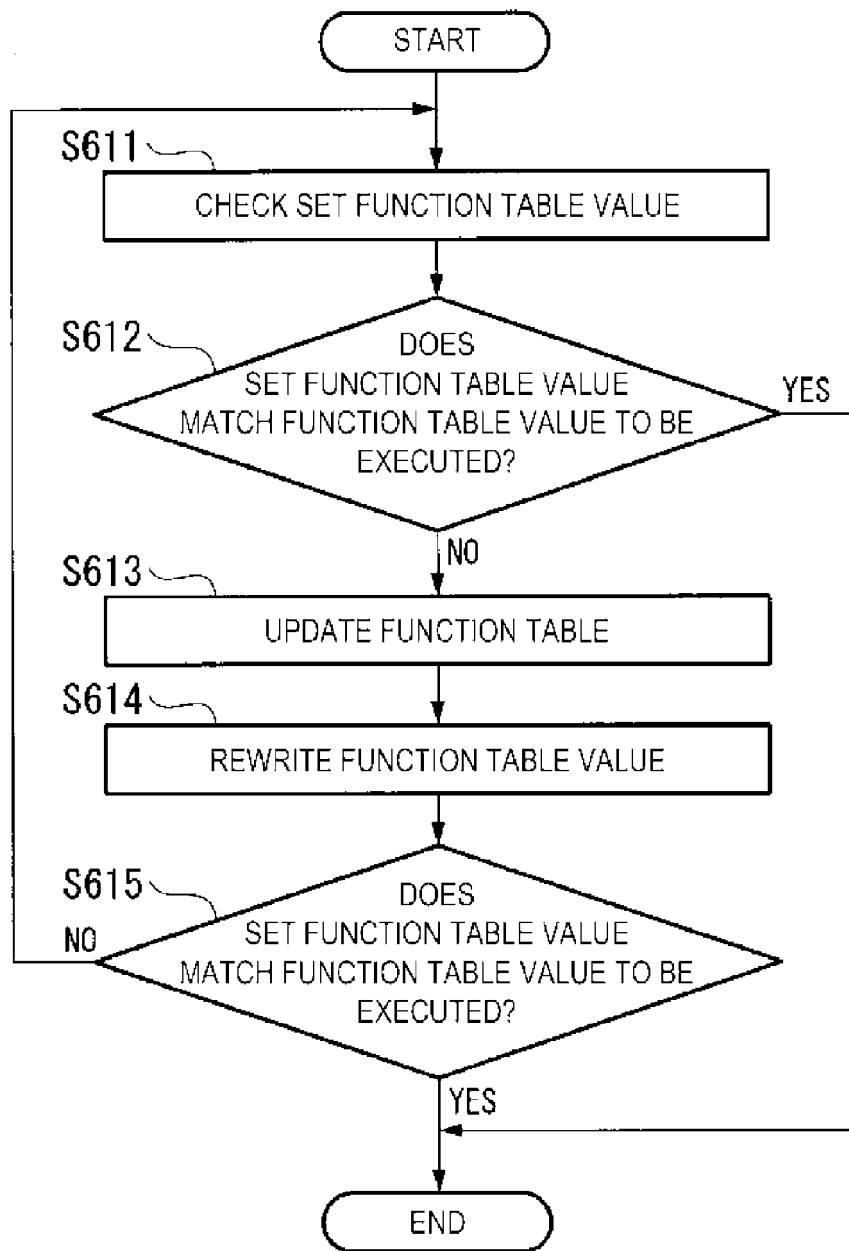 START
S611
CHECK SET FUNCTION TABLE VALUE
S612
DOES
SET FUNCTION TABLE VALUE
MATCH FUNCTION TABLE VALUE TO BE
EXECUTED?
YES
NO
S613
UPDATE FUNCTION TABLE
S614
REWRITE FUNCTION TABLE VALUE
S615
DOES
SET FUNCTION TABLE VALUE
MATCH FUNCTION TABLE VALUE TO BE
EXECUTED?
NO
YES
END